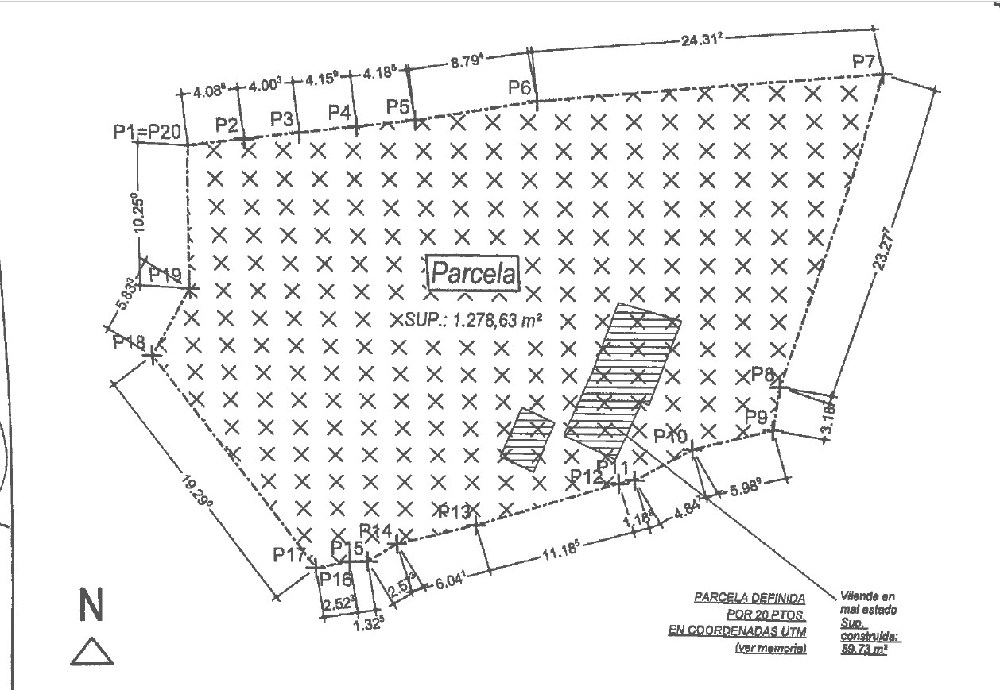 24.31²
8.79⁴
4.18⁵
4.15⁹
4.00³
4.08⁶
P7
P6
P5
P4
P3
P2
P1=P20
10.25⁰
23.27⁷
Parcela
P19
5.83³
SUP.: 1.278,63 m²
P18
P8
3.18⁷
P9
P10
P11
P12
5.98⁹
19.29⁰
4.84⁷
1.18⁸
P13
P14
11.18⁵
P15
P17
P16
6.04¹
2.57³
2.52³
1.32⁵
N
PARCELA DEFINIDA
POR 20 PTOS.
EN COORDENADAS UTM
(ver memoria)
Viienda en
mal estado
Sup.
construida:
59.73 m²